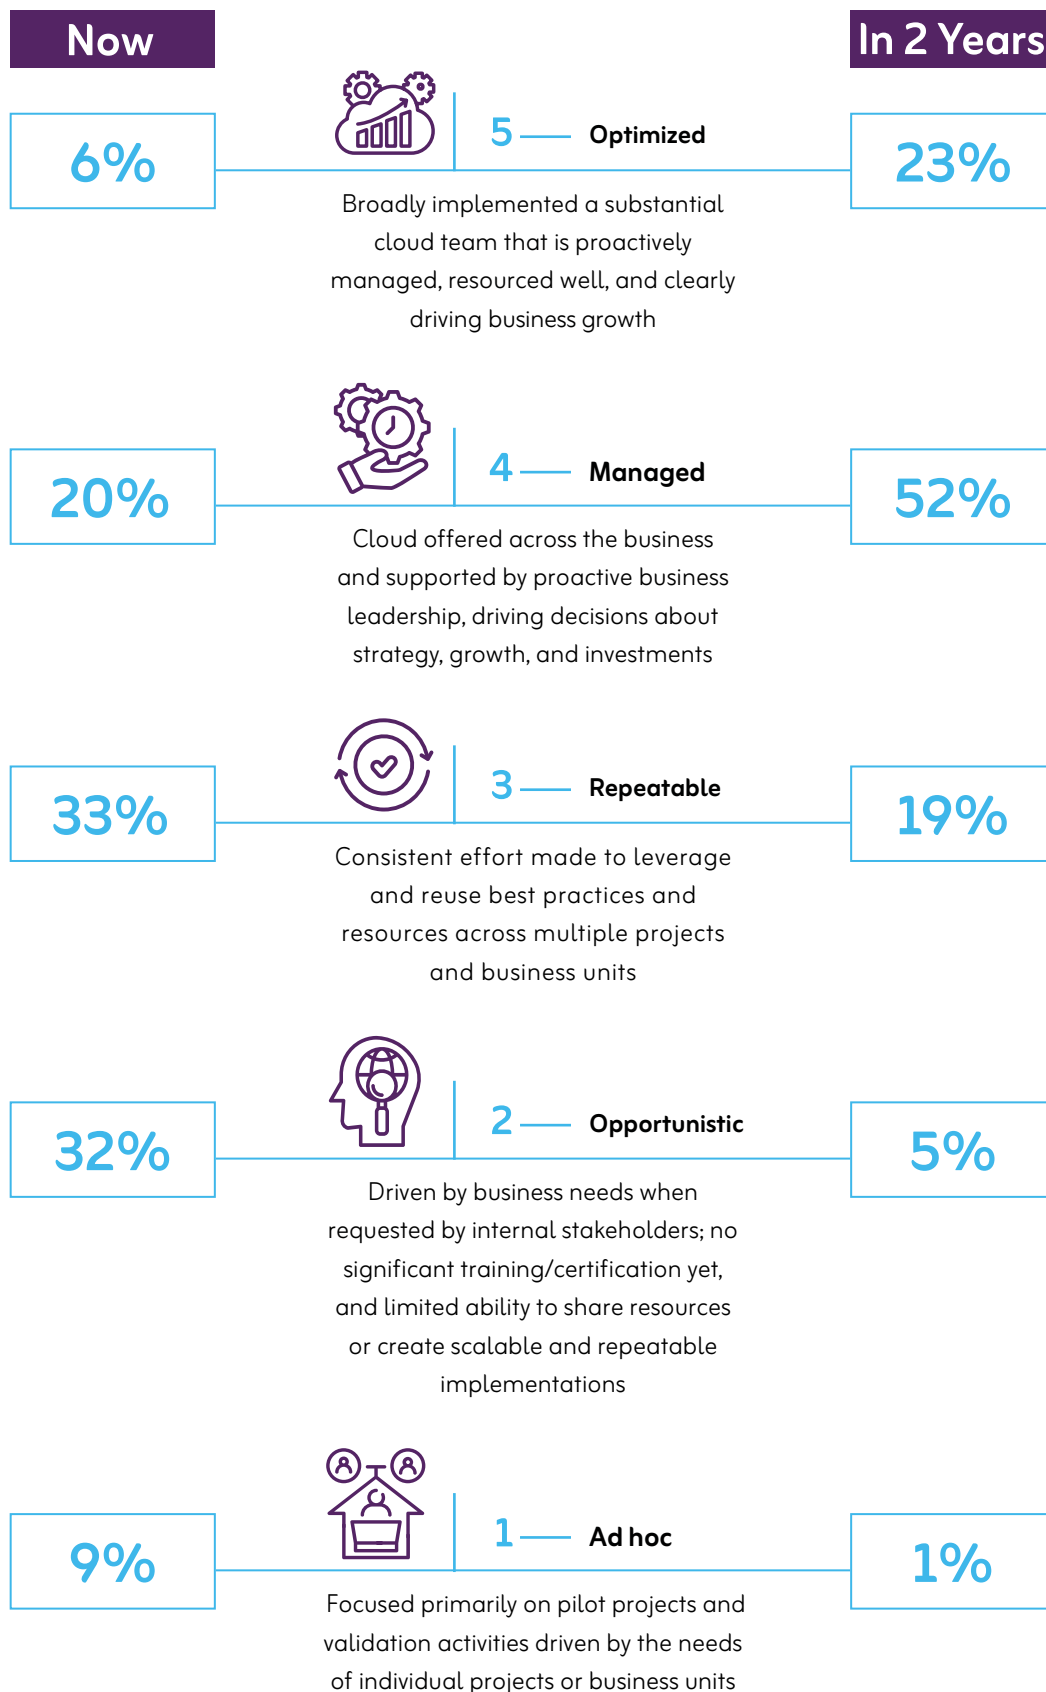 Now
In 2 Years
6%
5
Optimized
23%
Broadly implemented a substantial
cloud team that is proactively
managed, resourced well, and clearly
driving business growth
20%
4
Managed
52%
Cloud offered across the business
and supported by proactive business
leadership, driving decisions about
strategy, growth, and investments
33%
3
Repeatable
19%
Consistent effort made to leverage
and reuse best practices and
resources across multiple projects
and business units
32%
2
Opportunistic
5%
Driven by business needs when
requested by internal stakeholders; no
significant training/certification yet,
and limited ability to share resources
or create scalable and repeatable
implementations
9%
1
Ad hoc
1%
Focused primarily on pilot projects and
validation activities driven by the needs
of individual projects or business units